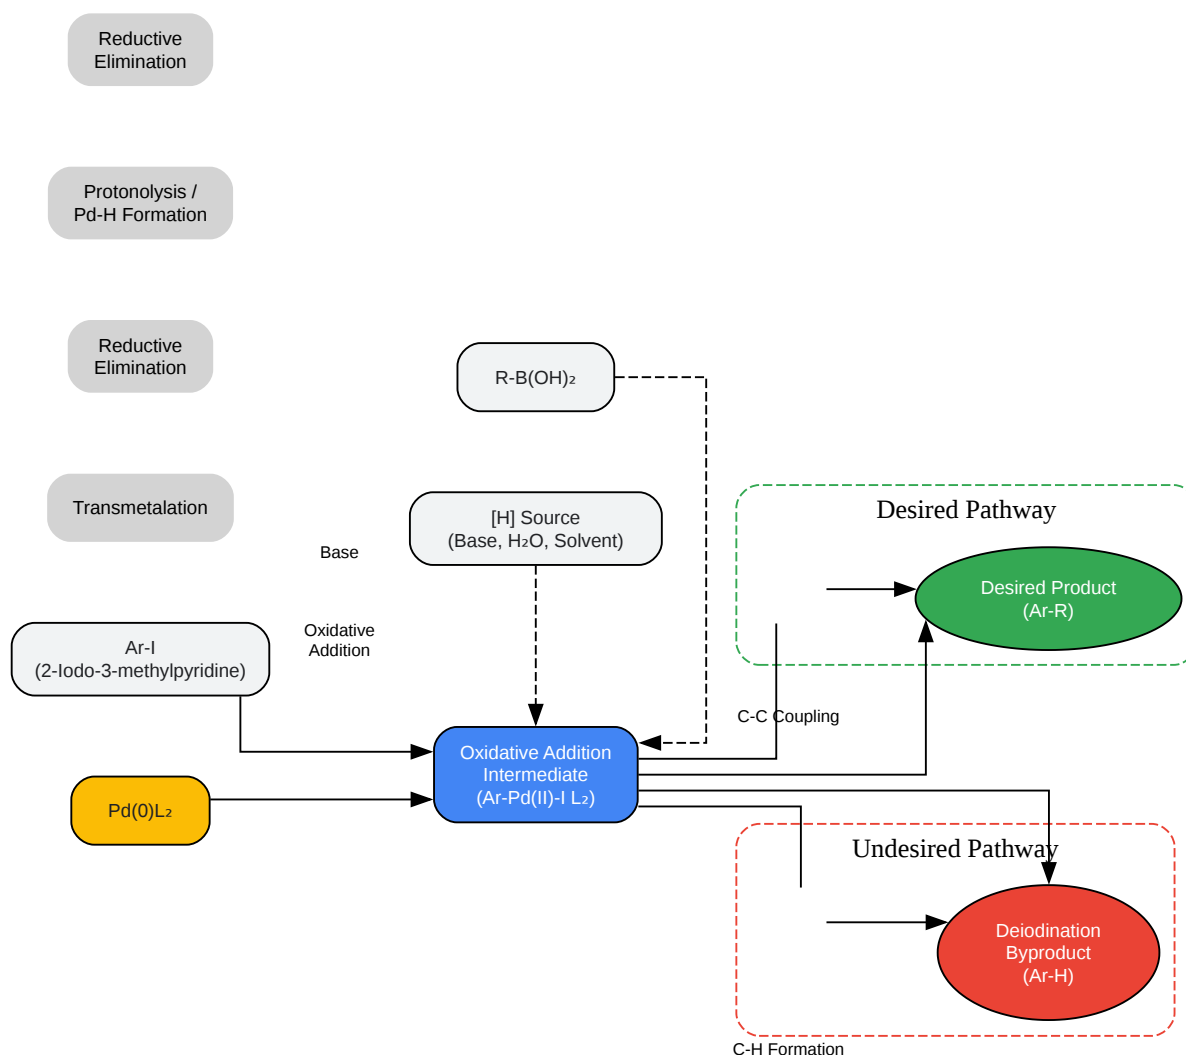 Reductive
Elimination
Protonolysis /
Pd-H Formation
Reductive
Elimination
R-B(OH)₂
Transmetalation
[H] Source
(Base, H₂O, Solvent)
Base
Desired Pathway
Desired Product
(Ar-R)
Oxidative
Addition
Ar-I
(2-Iodo-3-methylpyridine)
C-C Coupling
Oxidative Addition
Intermediate
(Ar-Pd(II)-I L₂)
Pd(0)L₂
Undesired Pathway
Deiodination
Byproduct
(Ar-H)
C-H Formation